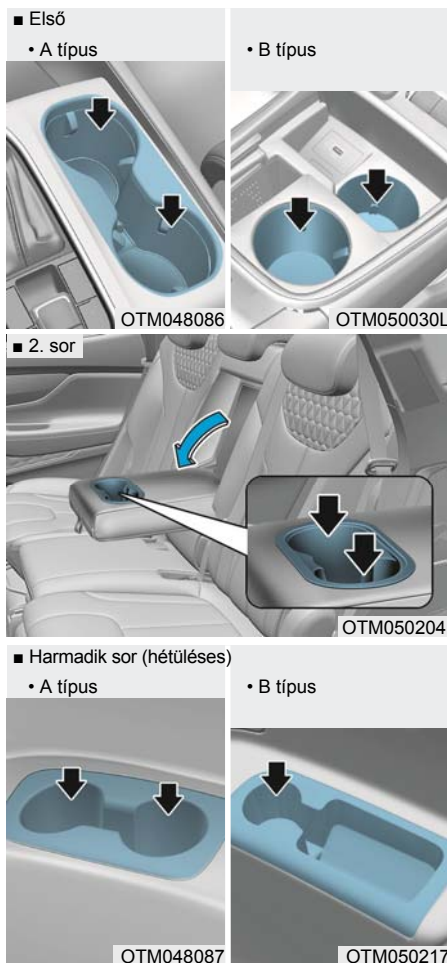 ■ Első
• A típus
• B típus
OTM048086
OTM050030L
■ 2. sor
OTM050204
■ Harmadik sor (hétüléses)
• A típus
• B típus
OTM048087
OTM050217